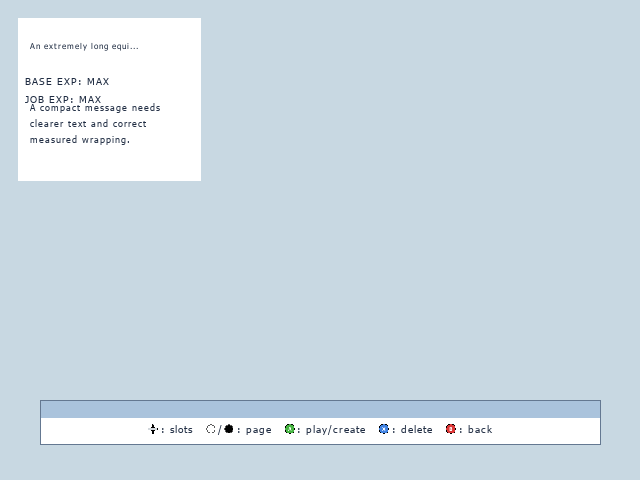 An extremely long equi...
BASE EXP: MAX
JOB EXP: MAX
A compact message needs
clearer text and correct
measured wrapping.
: slots / : page : play/create : delete : back